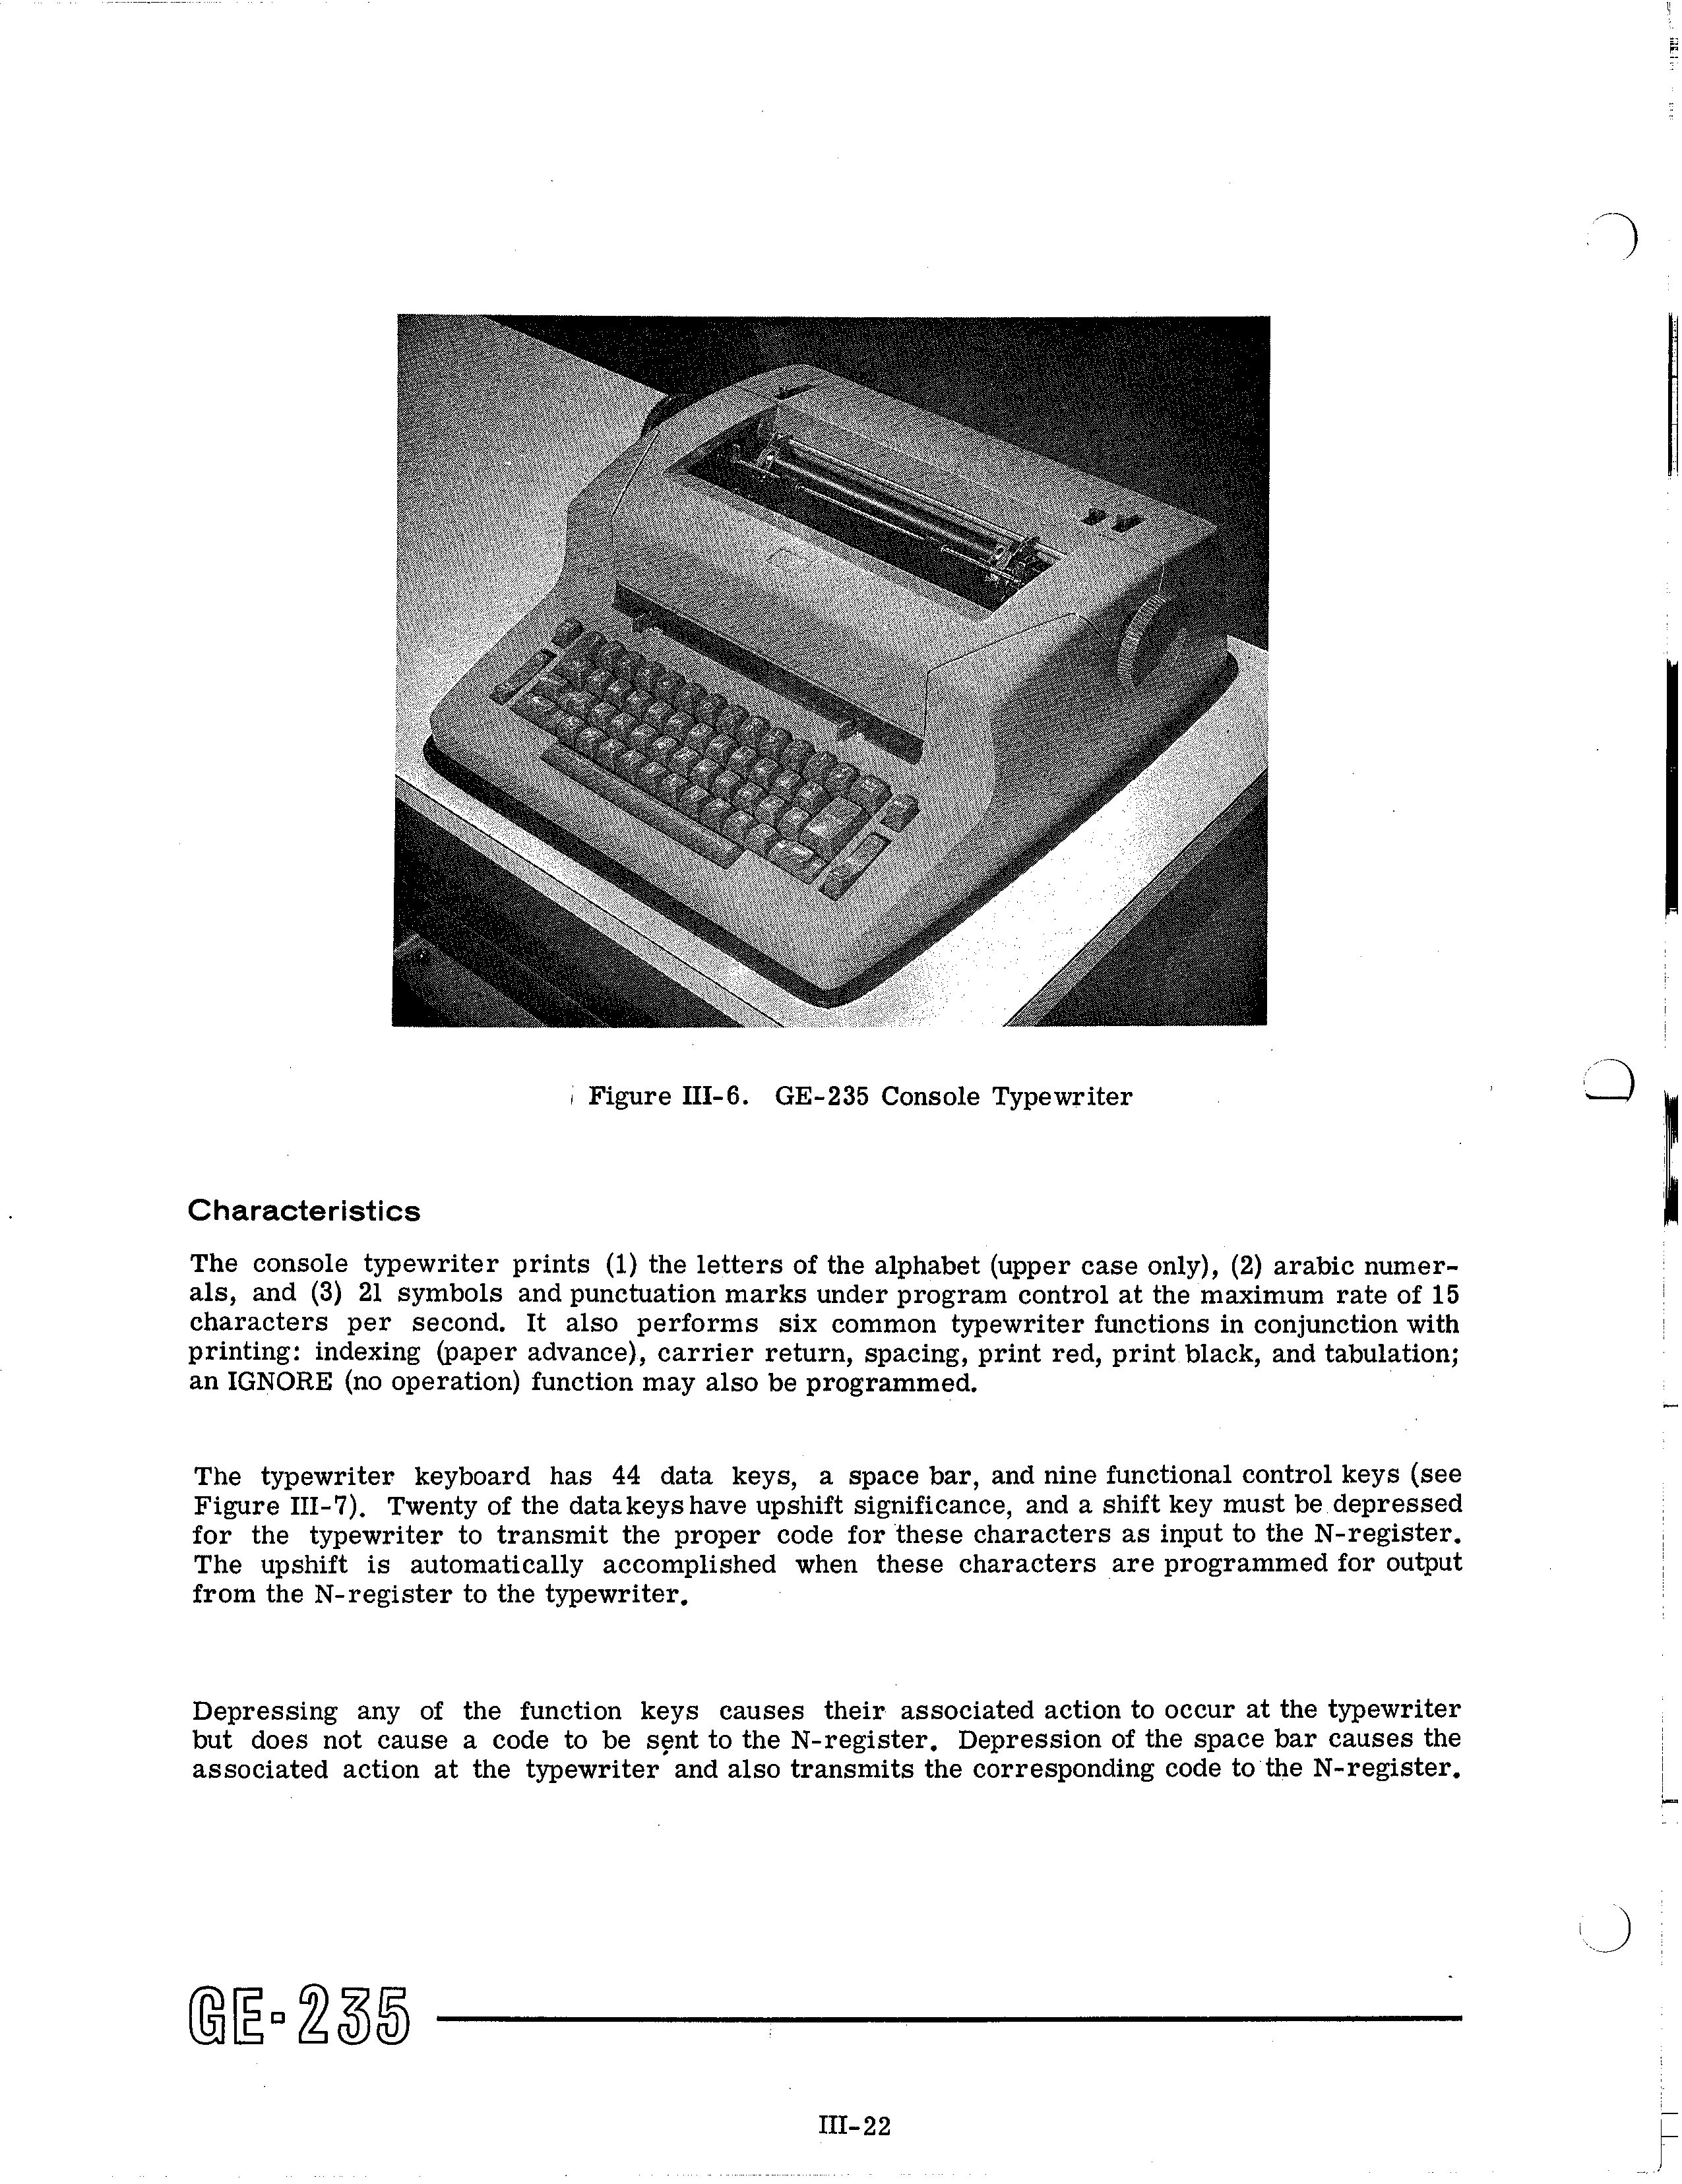 Figure III-6. GE-235 Console Typewriter
Characteristics
The console typewriter prints (1) the letters of the alphabet (upper case only), (2) arabic numer-
als, and (3) 21 symbols and punctuation marks under program control at the maximum rate of 15
characters per second. It also performs six common typewriter functions in conjunction with
printing: indexing (paper advance), carrier return, spacing, print red, print black, and tabulation;
an IGNORE (no operation) function may also be programmed.
The typewriter keyboard has 44 data keys, a space bar, and nine functional control keys (see
Figure III-7). Twenty of the data keys have upshift significance, and a shift key must be depressed
for the typewriter to transmit the proper code for these characters as input to the N-register.
The upshift is automatically accomplished when these characters are programmed for output
from the N-register to the typewriter.
Depressing any of the function keys causes their associated action to occur at the typewriter
but does not cause a code to be sent to the N-register. Depression of the space bar causes the
associated action at the typewriter and also transmits the corresponding code to the N-register.
GE-235
III-22